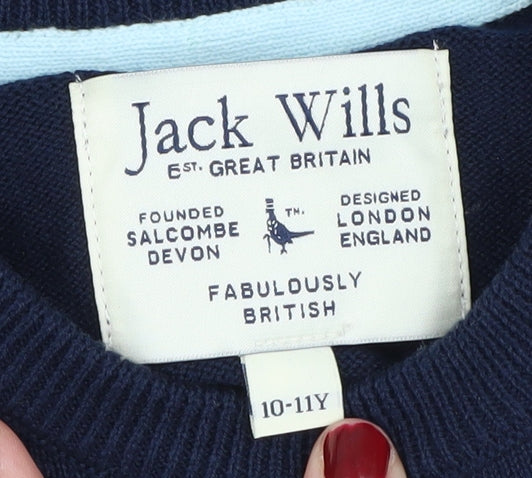 Jack Wills
EST. GREAT BRITAIN
FOUNDED
SALCOMBE
DEVON
TM.
DESIGNED
LONDON
ENGLAND
FABULOUSLY
BRITISH
10-11Y